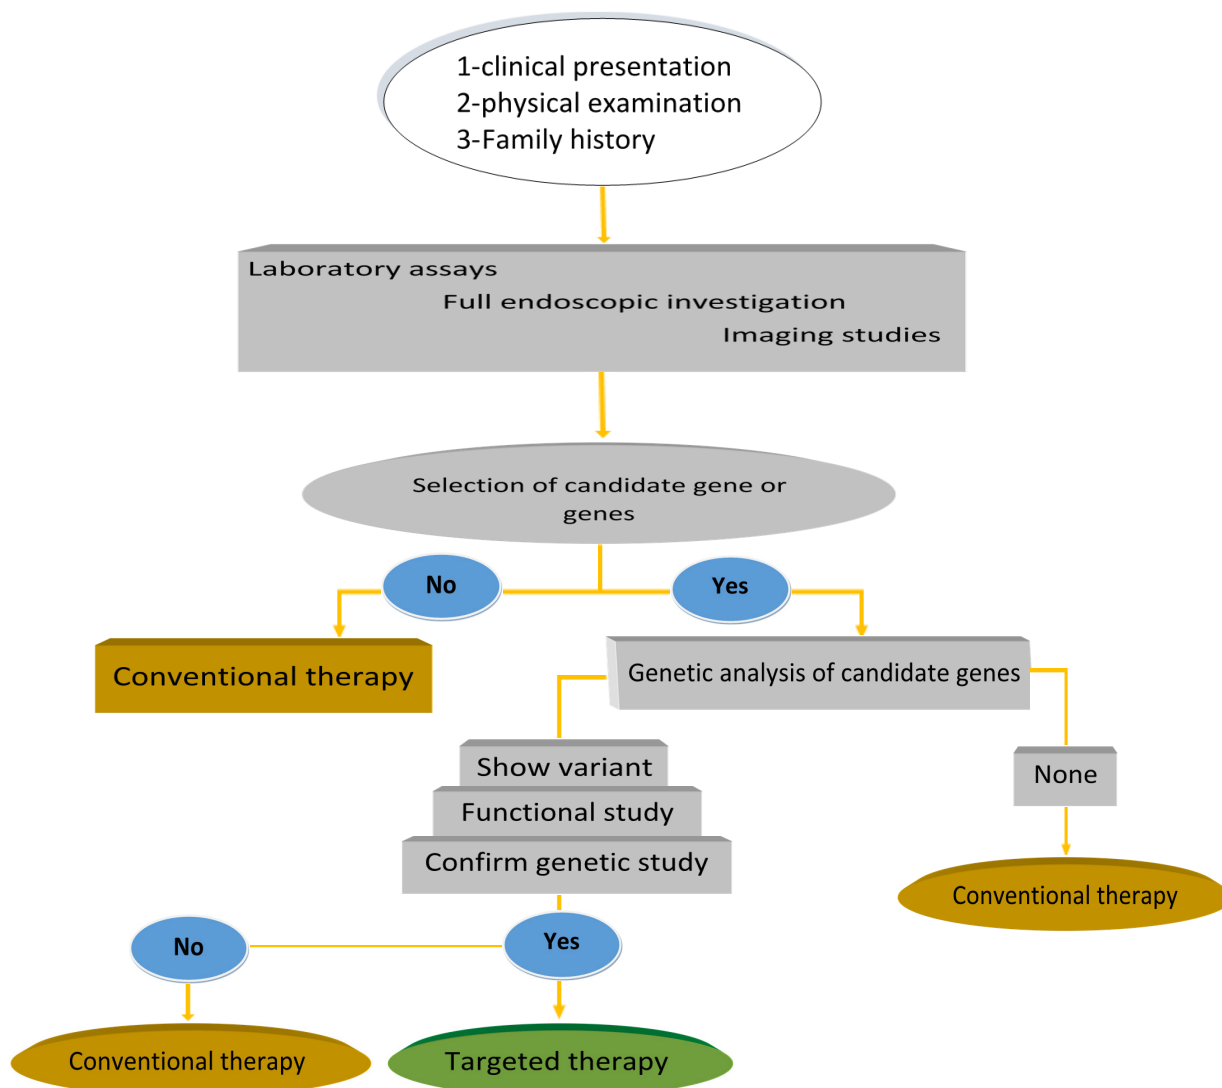 1-clinical presentation
2-physical examination
3-Family history
Laboratory assays
Full endoscopic investigation
Imaging studies
Selection of candidate gene or
genes
No
Yes
Conventional therapy
Genetic analysis of candidate genes
Show variant
None
Functional study
Confirm genetic study
Conventional therapy
No
Yes
Conventional therapy
Targeted therapy